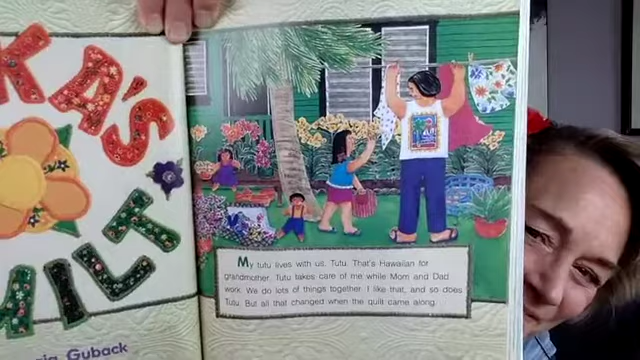 KA'S
UILT
gia Guback
My tutu lives with us, Tutu. That's Hawaiian for
grandmother. Tutu takes care of me while Mom and Dad
work. We do lots of things together. I like that, and so does
Tutu. But all that changed when the quilt came along.